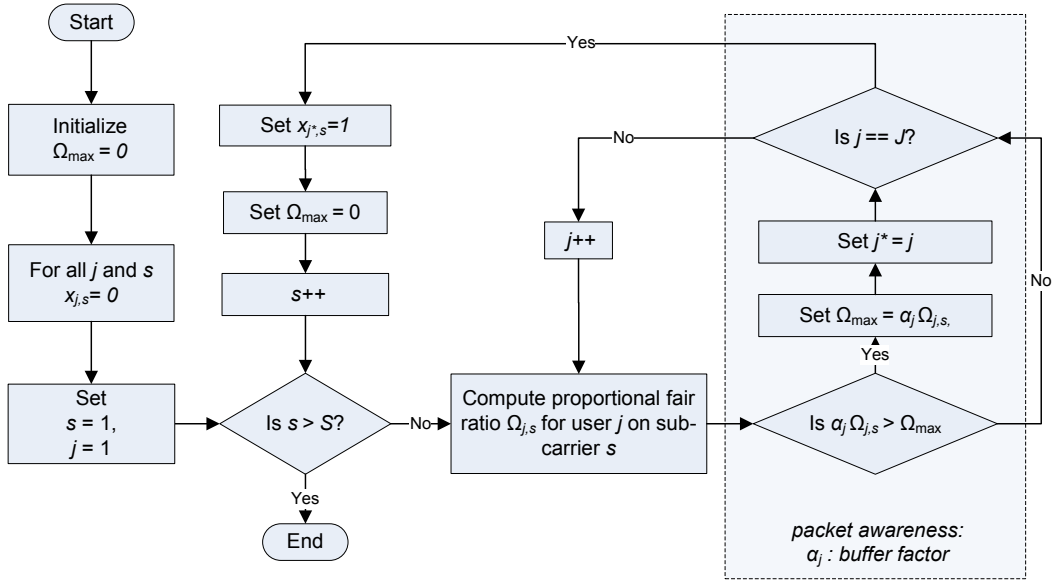 Start
Initialize
Ωmax = 0
For all j and s
xj,s= 0
Set
s = 1,
j = 1
Yes
Set xj*,s=1
Set Ωmax = 0
s++
Is s > S?
No
Yes
End
No
j++
Compute proportional fair
ratio Ωj,s for user j on sub-
carrier s
Is j == J?
Set j* = j
Set Ωmax = αj Ωj,s,
Yes
No
Is αj Ωj,s > Ωmax
packet awareness:
αj : buffer factor